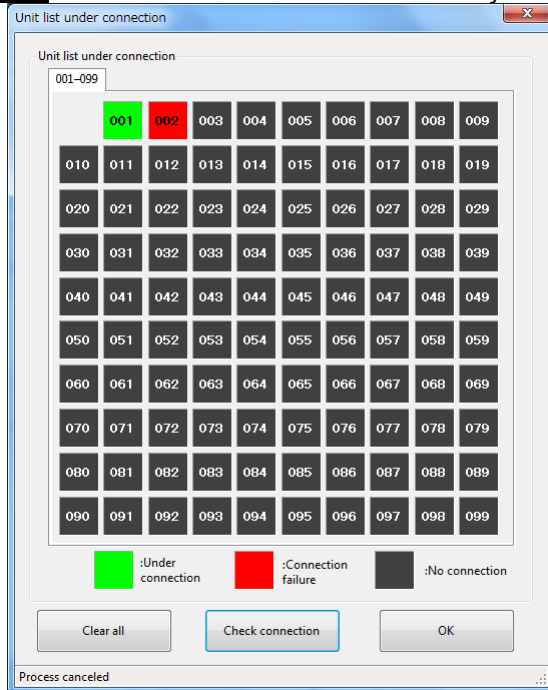 Unit list under connection
Unit list under connection
001–099
001 002 003 004 005 006 007 008 009
010 011 012 013 014 015 016 017 018 019
020 021 022 023 024 025 026 027 028 029
030 031 032 033 034 035 036 037 038 039
040 041 042 043 044 045 046 047 048 049
050 051 052 053 054 055 056 057 058 059
060 061 062 063 064 065 066 067 068 069
070 071 072 073 074 075 076 077 078 079
080 081 082 083 084 085 086 087 088 089
090 091 092 093 094 095 096 097 098 099
:Under
connection
:Connection
failure
:No connection
Clear all Check connection OK
Process canceled